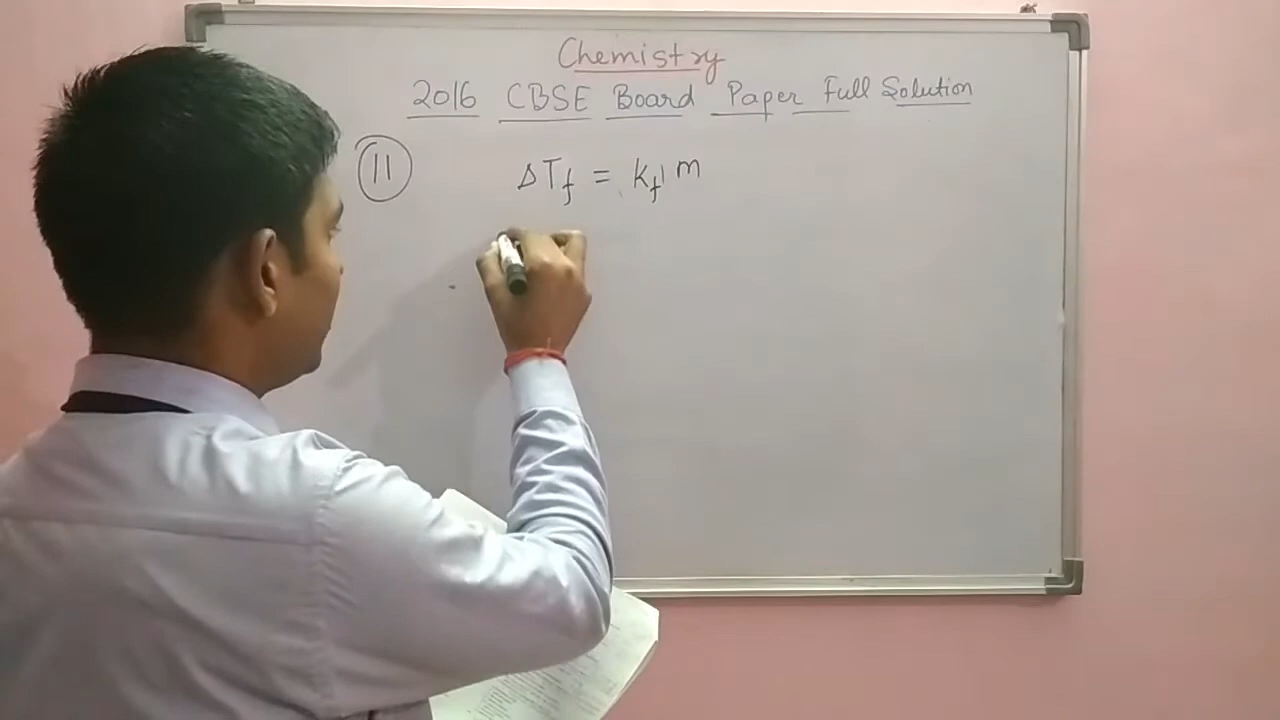 Chemistry
2016 CBSE Board Paper Full Solution
11 ΔTf = kf m